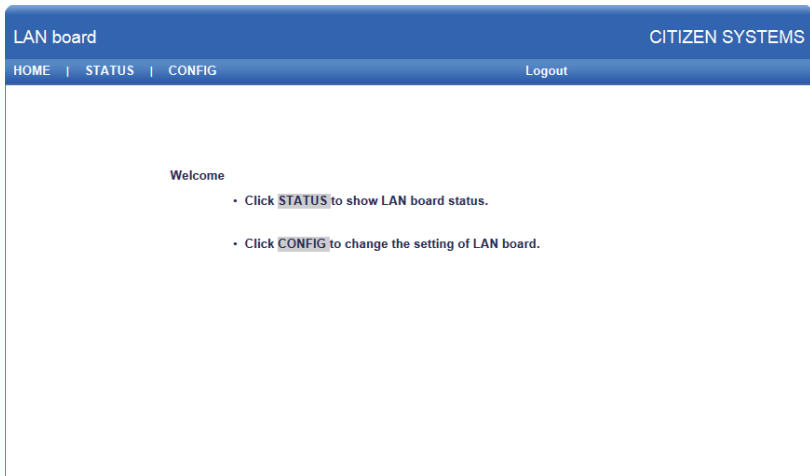 LAN board CITIZEN SYSTEMS
HOME | STATUS | CONFIG Logout
Welcome
• Click STATUS to show LAN board status.
• Click CONFIG to change the setting of LAN board.